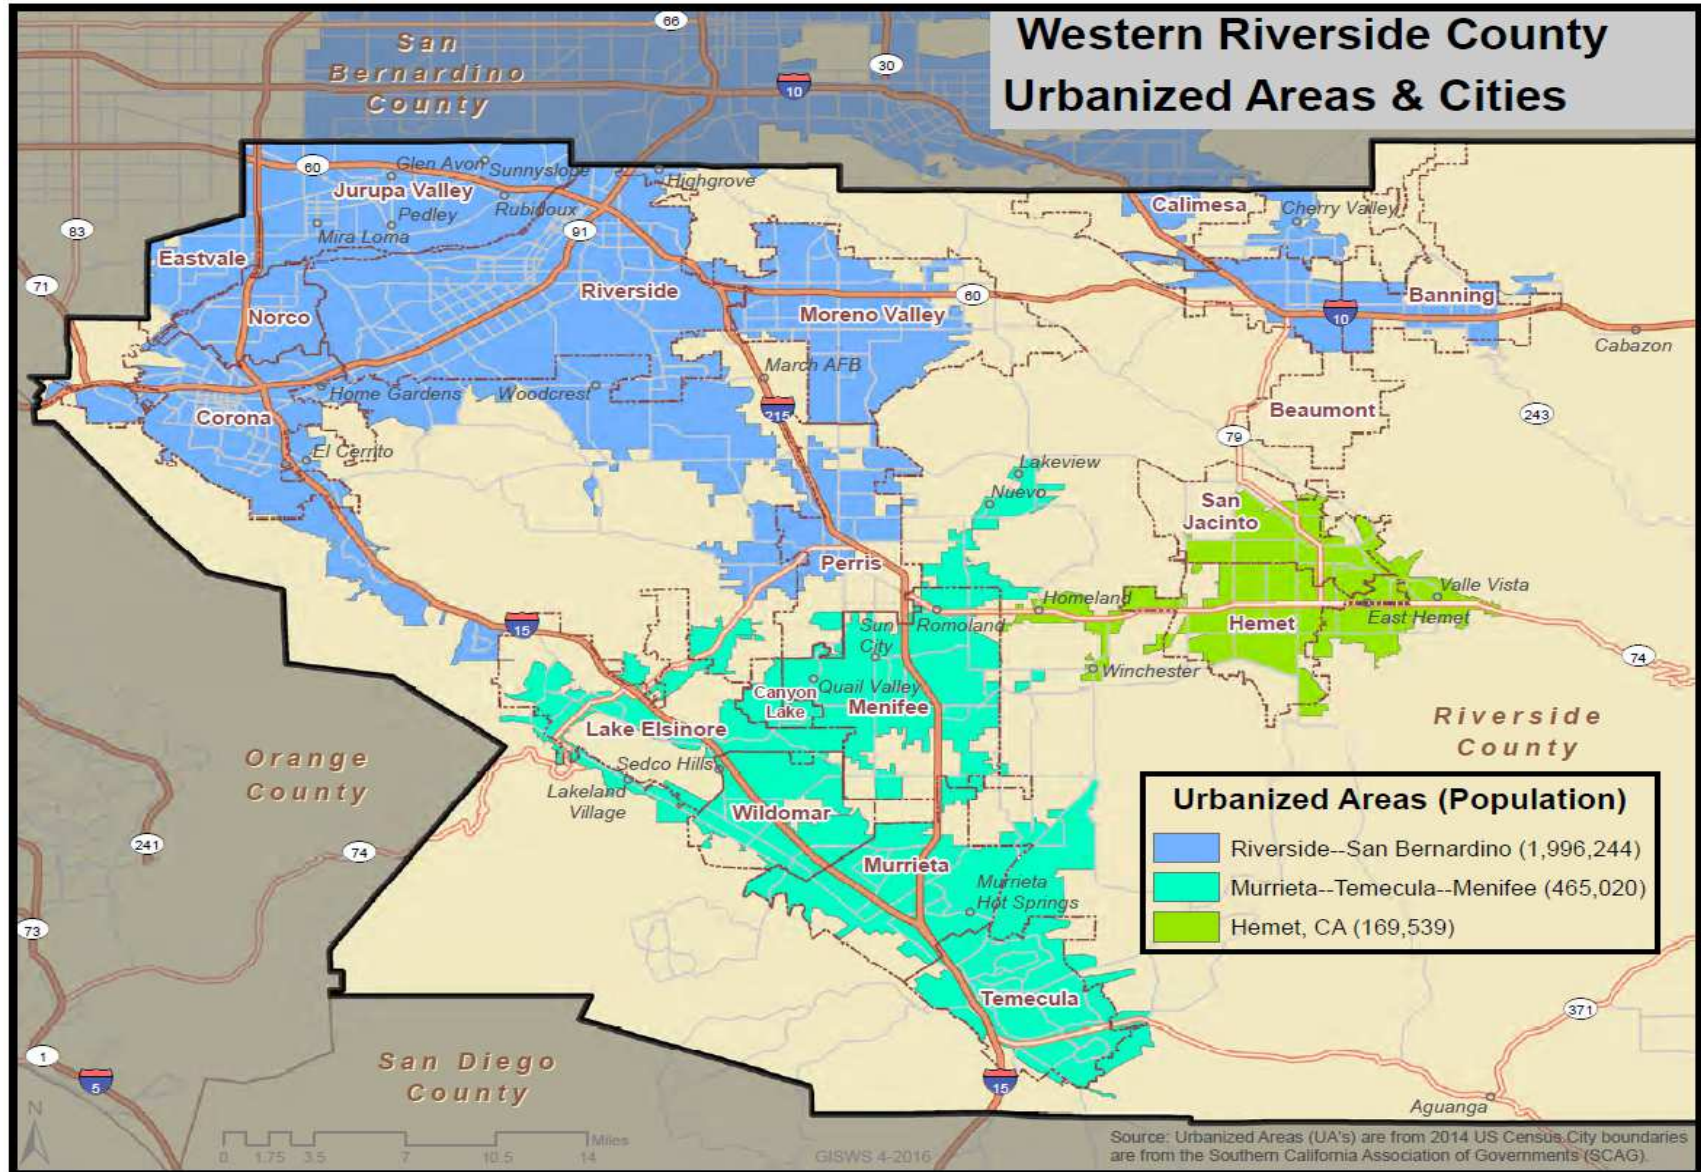 Western Riverside County
Urbanized Areas & Cities
San
Bernardino
County
66
30
10
60
Glen Avon
Sunnyslope
Highgrove
Jurupa Valley
Pedley
Rubidoux
Mira Loma
91
83
71
Eastvale
Calimesa
Cherry Valley
Riverside
Norco
Moreno Valley
60
Banning
10
Cabazon
March AFB
Home Gardens
Woodcrest
215
Corona
Beaumont
243
79
El Cerrito
Lakeview
Nuevo
San
Jacinto
Perris
Homeland
Valle Vista
Romoland
East Hemet
Hemet
15
Sun
City
Winchester
74
Quail Valley
Canyon
Lake
Menifee
Lake Elsinore
Riverside
County
Orange
County
Sedco Hills
Lakeland
Village
Wildomar
241
74
Murrieta
Murrieta
Hot Springs
Urbanized Areas (Population)
Riverside--San Bernardino (1,996,244)
Murrieta--Temecula--Menifee (465,020)
Hemet, CA (169,539)
73
Temecula
371
1
5
San Diego
County
15
Aguanga
N
Miles
0 1.75 3.5 7 10.5 14
GISWS 4-2016
Source: Urbanized Areas (UA's) are from 2014 US Census.City boundaries
are from the Southern California Association of Governments (SCAG).